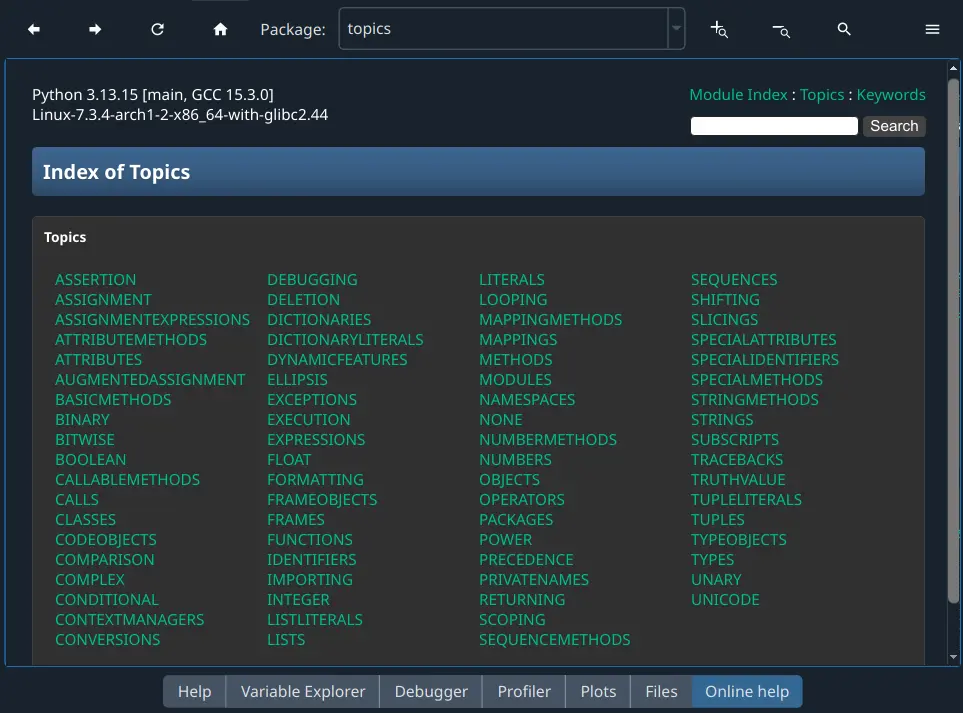 Package: topics
Python 3.13.15 [main, GCC 15.3.0]
Linux-7.3.4-arch1-2-x86_64-with-glibc2.44
Module Index : Topics : Keywords
Search
Index of Topics
Topics
ASSERTION
ASSIGNMENT
ASSIGNMENTEXPRESSIONS
ATTRIBUTEMETHODS
ATTRIBUTES
AUGMENTEDASSIGNMENT
BASICMETHODS
BINARY
BITWISE
BOOLEAN
CALLABLEMETHODS
CALLS
CLASSES
CODEOBJECTS
COMPARISON
COMPLEX
CONDITIONAL
CONTEXTMANAGERS
CONVERSIONS
DEBUGGING
DELETION
DICTIONARIES
DICTIONARYLITERALS
DYNAMICFEATURES
ELLIPSIS
EXCEPTIONS
EXECUTION
EXPRESSIONS
FLOAT
FORMATTING
FRAMEOBJECTS
FRAMES
FUNCTIONS
IDENTIFIERS
IMPORTING
INTEGER
LISTLITERALS
LISTS
LITERALS
LOOPING
MAPPINGMETHODS
MAPPINGS
METHODS
MODULES
NAMESPACES
NONE
NUMBERMETHODS
NUMBERS
OBJECTS
OPERATORS
PACKAGES
POWER
PRECEDENCE
PRIVATENAMES
RETURNING
SCOPING
SEQUENCEMETHODS
SEQUENCES
SHIFTING
SLICINGS
SPECIALATTRIBUTES
SPECIALIDENTIFIERS
SPECIALMETHODS
STRINGMETHODS
STRINGS
SUBSCRIPTS
TRACEBACKS
TRUTHVALUE
TUPLELITERALS
TUPLES
TYPEOBJECTS
TYPES
UNARY
UNICODE
Help Variable Explorer Debugger Profiler Plots Files Online help